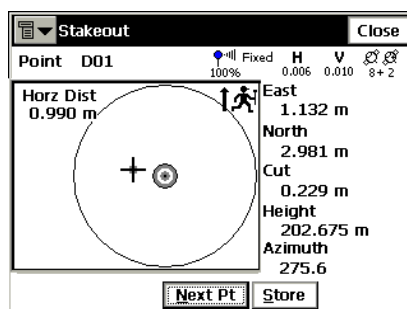 Stakeout Close
Point D01 100% Fixed H 0.006 V 0.010 8+2
Horz Dist
0.990 m
East
1.132 m
North
2.981 m
Cut
0.229 m
Height
202.675 m
Azimuth
275.6
Next Pt Store